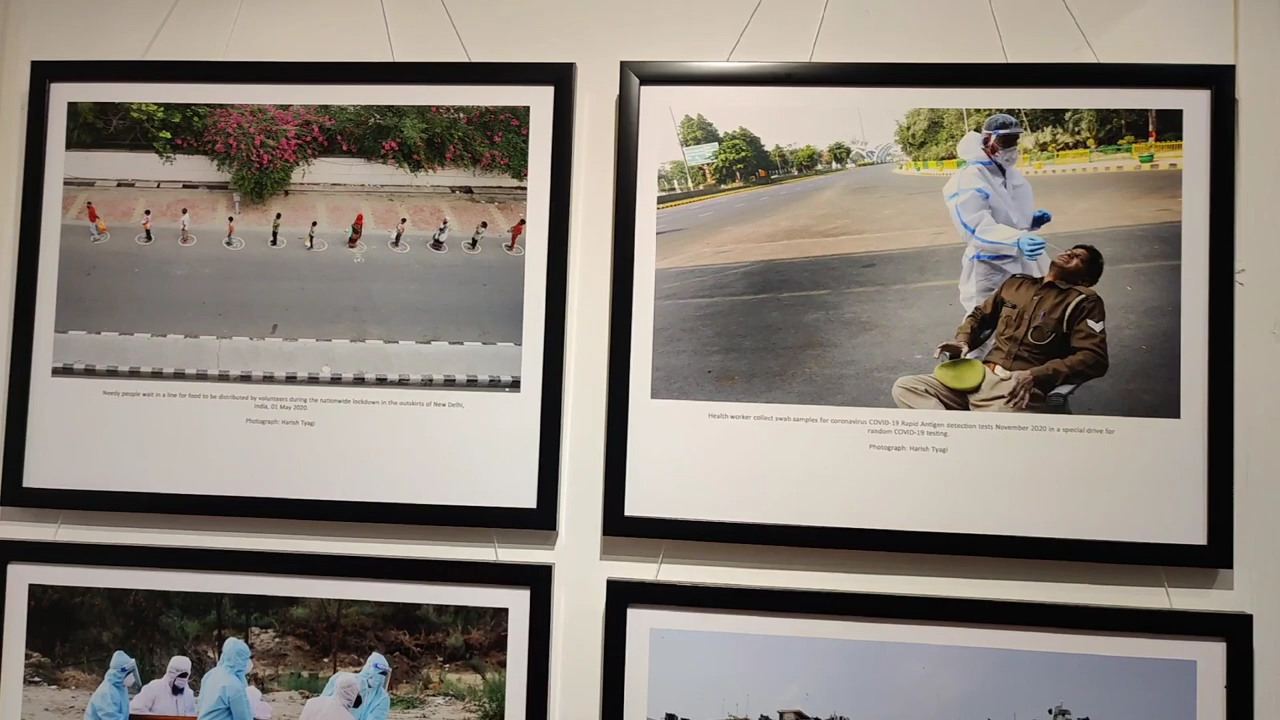 Needy people wait in a line for food to be distributed by volunteers during the nationwide lockdown in the outskirts of New Delhi,
India, 01 May 2020.
Photograph: Harish Tyagi
Health worker collect swab samples for coronavirus COVID-19 Rapid Antigen detection tests November 2020 in a special drive for
random COVID-19 testing.
Photograph: Harish Tyagi